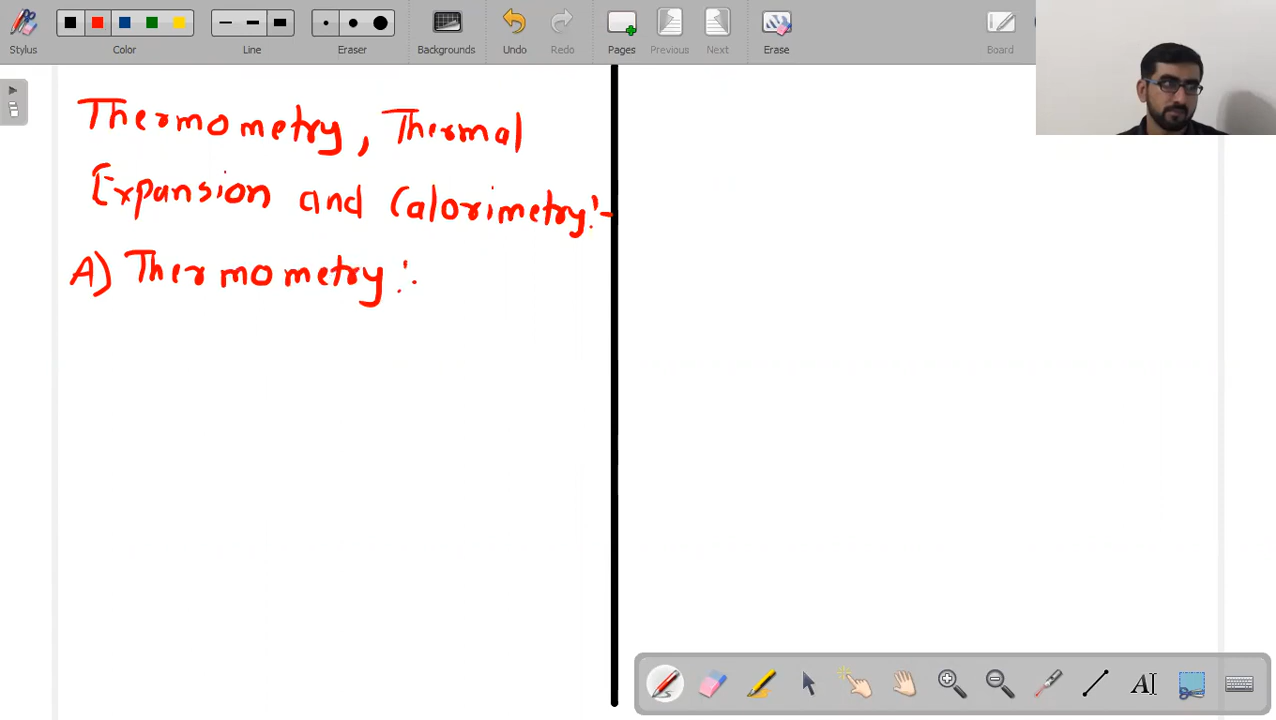 Stylus
Color
Line
Eraser
Backgrounds
Undo
Redo
Pages
Previous
Next
Erase
Board
Thermometry, Thermal
Expansion and Calorimetry:-
A) Thermometry:-
A